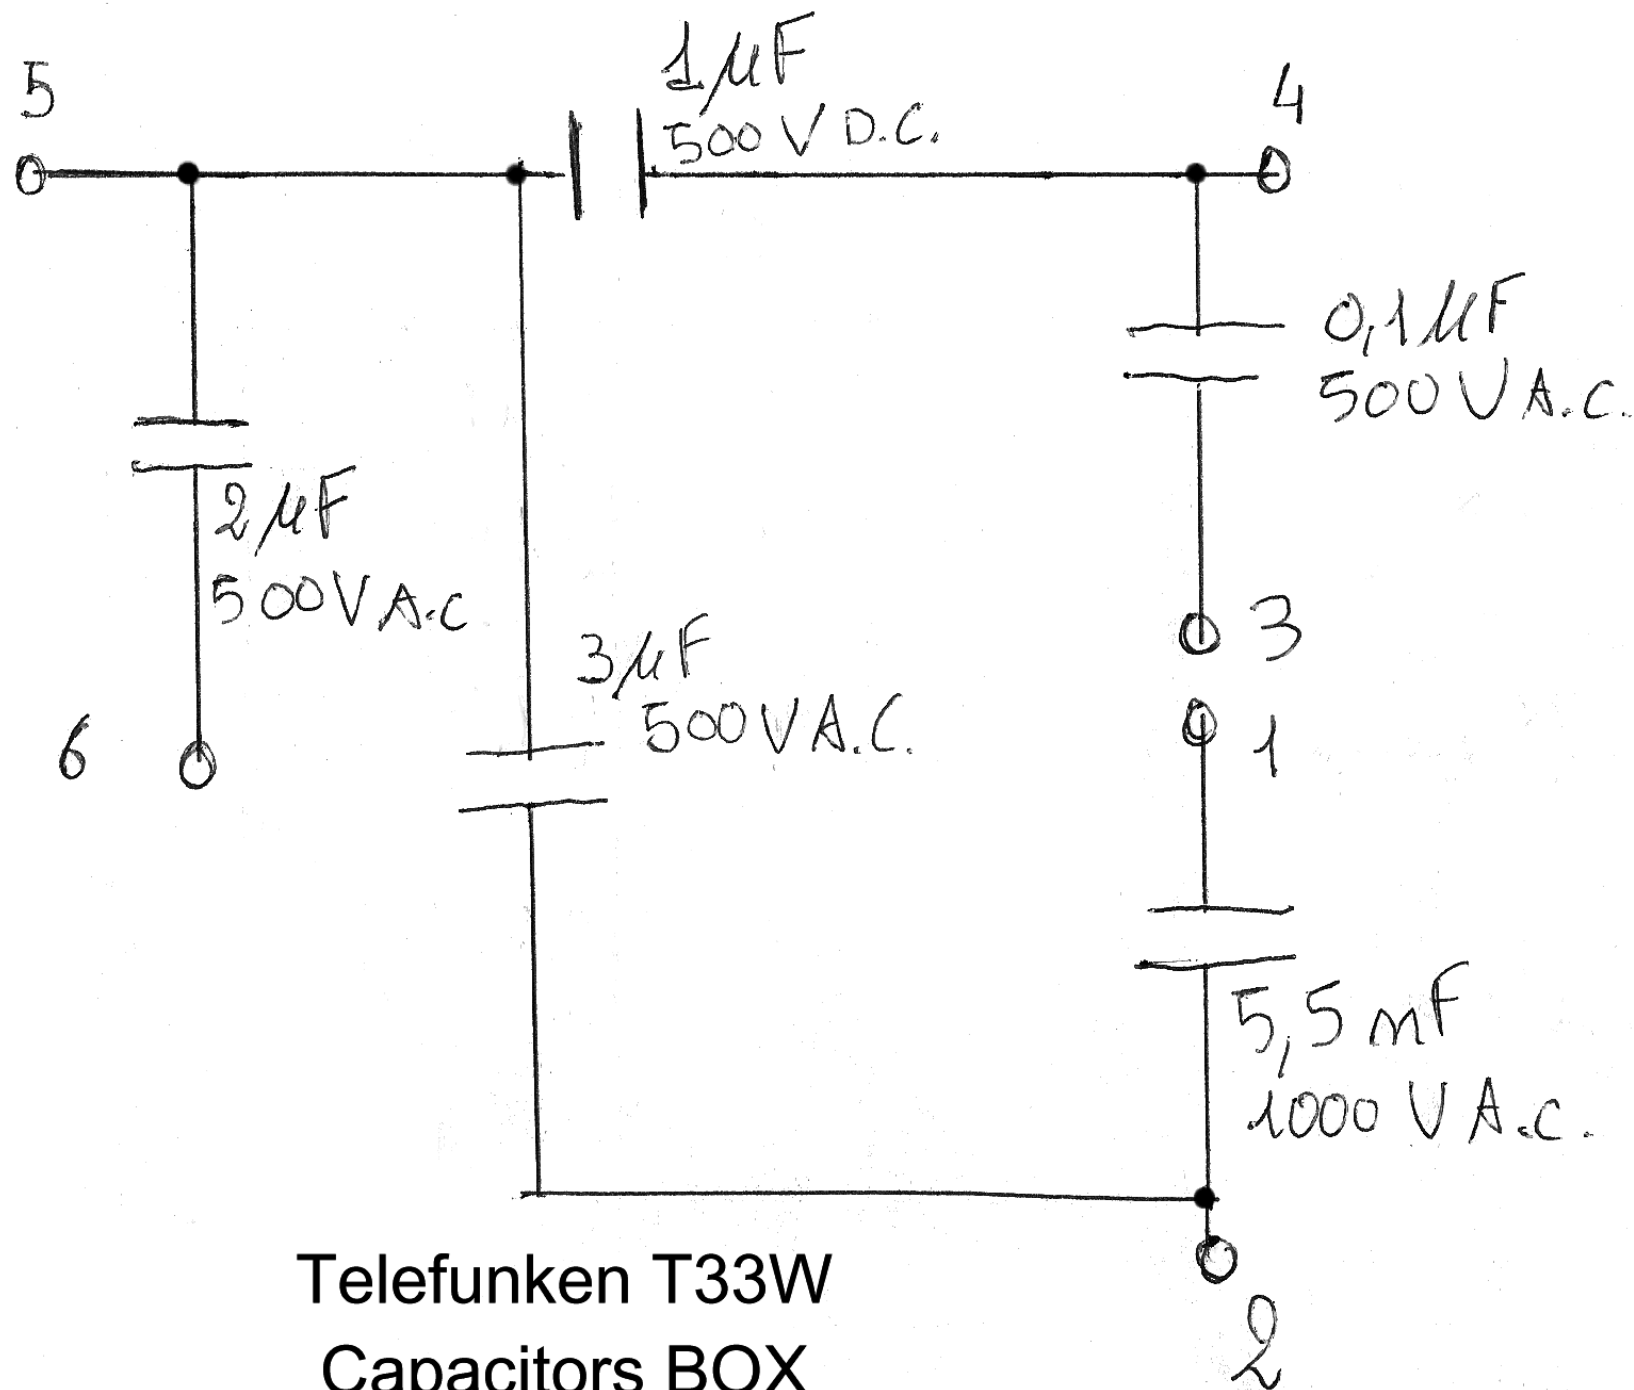 5
1µF
500 V D.C.
4
0,1µF
500 V A.C.
2µF
500 V A.C
3
3µF
500 V A.C.
6
1
5,5 nF
1000 V A.C.
2
Telefunken T33W
Capacitors BOX